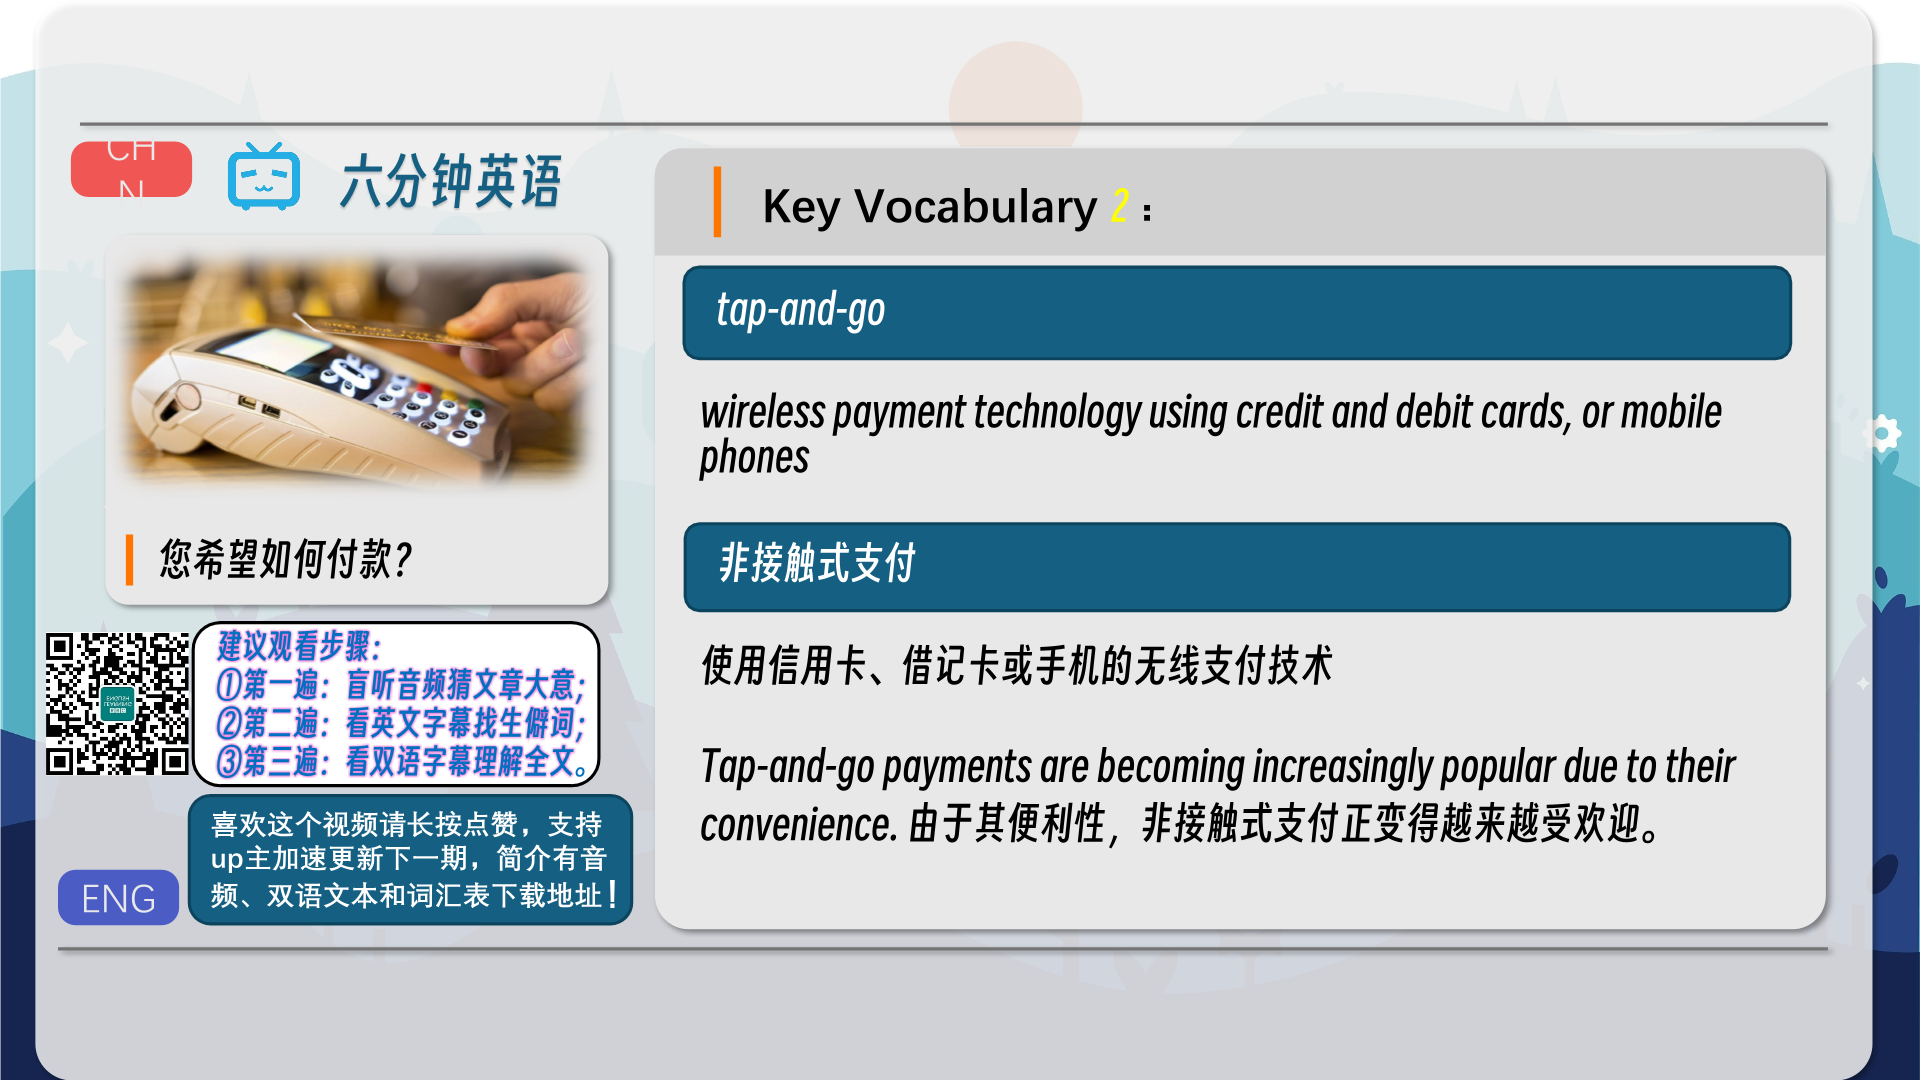 CH
N
六分钟英语
您希望如何付款?
建议观看步骤：
①第一遍：盲听音频猜文章大意；
②第二遍：看英文字幕找生僻词；
③第三遍：看双语字幕理解全文。
喜欢这个视频请长按点赞，支持
up主加速更新下一期，简介有音
频、双语文本和词汇表下载地址！
ENG
Key Vocabulary 2：
tap-and-go
wireless payment technology using credit and debit cards, or mobile
phones
非接触式支付
使用信用卡、借记卡或手机的无线支付技术
Tap-and-go payments are becoming increasingly popular due to their
convenience. 由于其便利性，非接触式支付正变得越来越受欢迎。